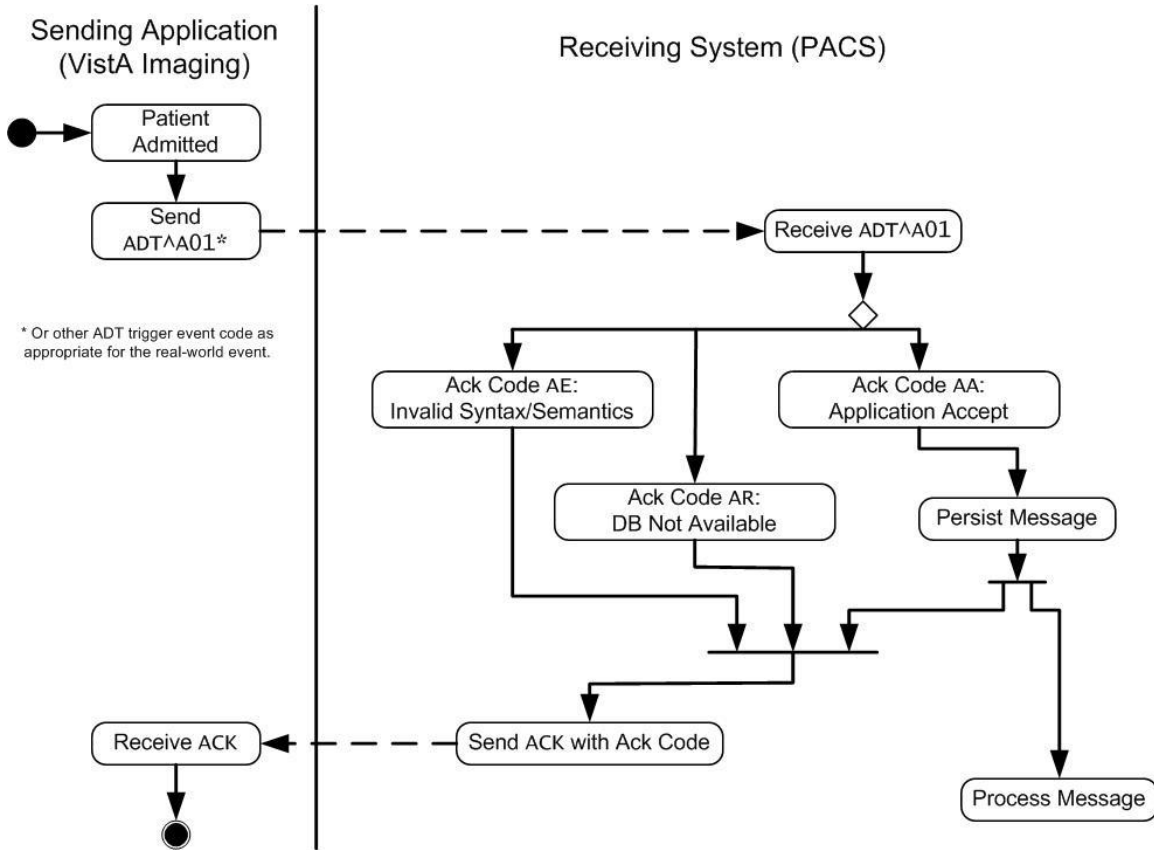 Sending Application
(VistA Imaging)
Receiving System (PACS)
Patient
Admitted
Send
ADT^A01*
Receive ADT^A01
* Or other ADT trigger event code as
appropriate for the real-world event.
Ack Code AE:
Invalid Syntax/Semantics
Ack Code AA:
Application Accept
Ack Code AR:
DB Not Available
Persist Message
Receive ACK
Send ACK with Ack Code
Process Message